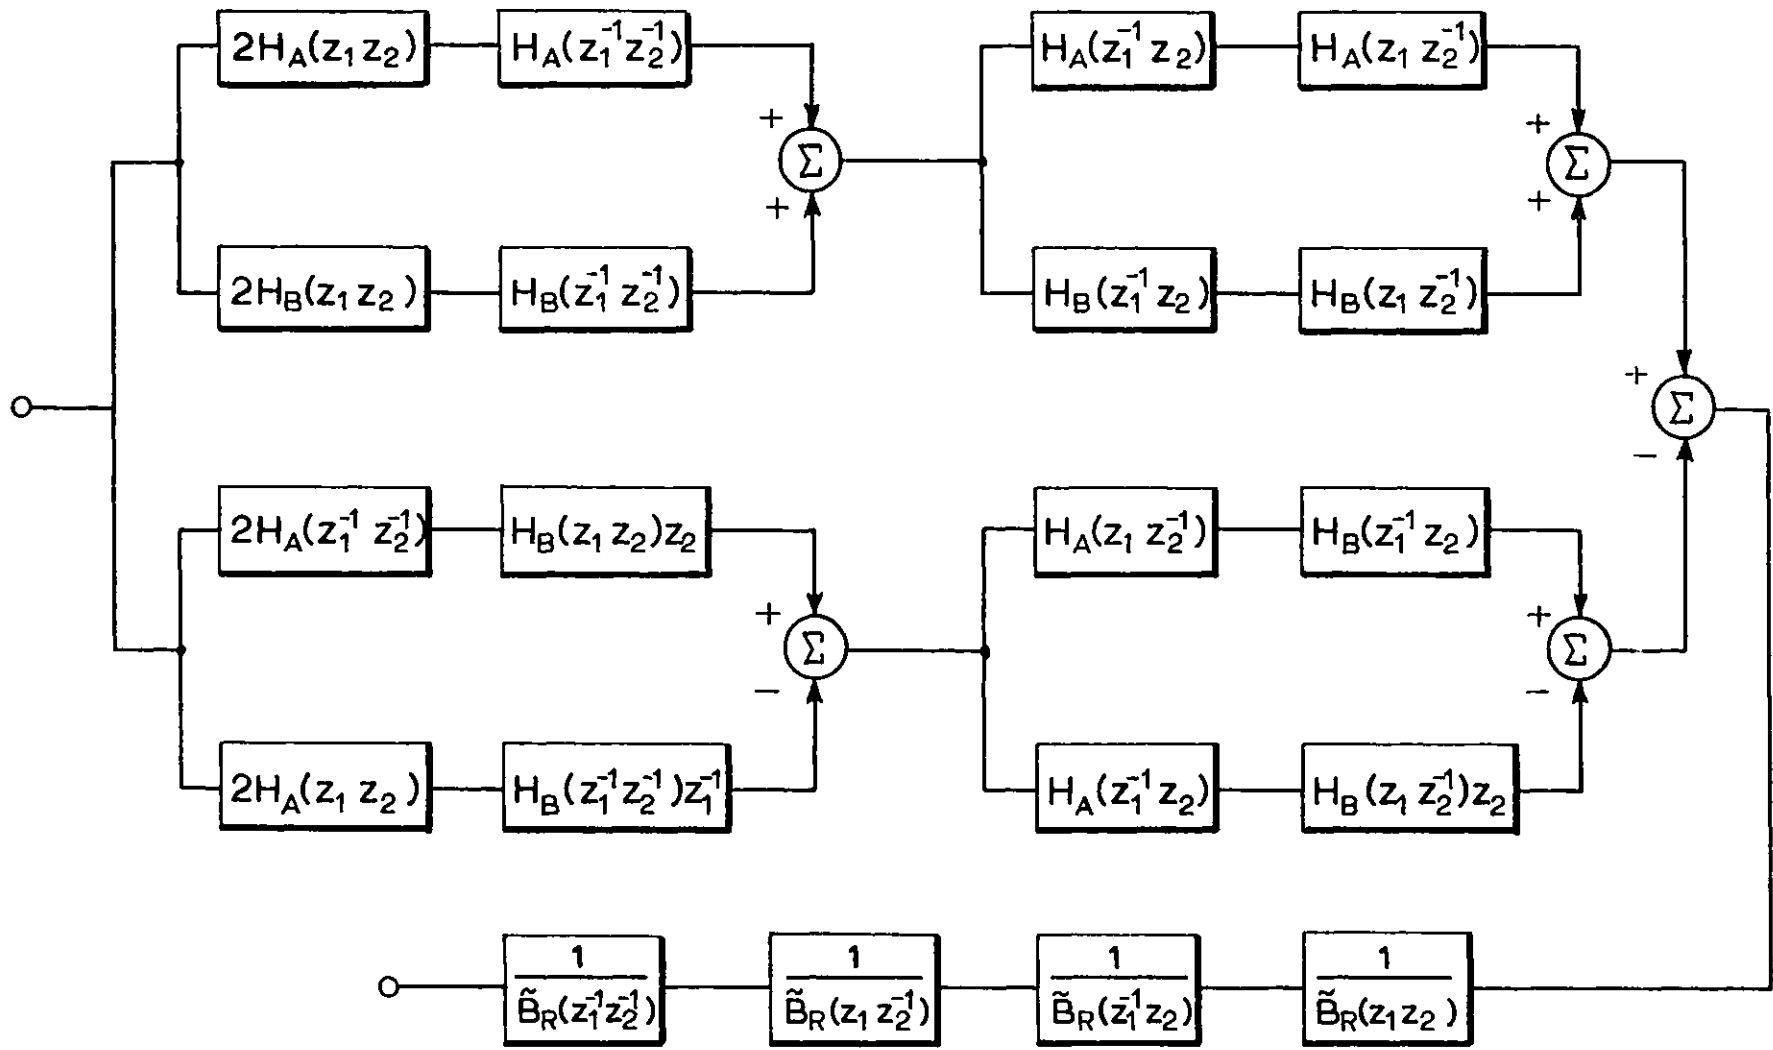 2H_A(z_1 z_2) H_A(z_1^{-1} z_2^{-1}) H_A(z_1^{-1} z_2) H_A(z_1 z_2^{-1})
+ +
Σ Σ
+ +
2H_B(z_1 z_2) H_B(z_1^{-1} z_2^{-1}) H_B(z_1^{-1} z_2) H_B(z_1 z_2^{-1})
+
Σ
−
2H_A(z_1^{-1} z_2^{-1}) H_B(z_1 z_2)z_2 H_A(z_1 z_2^{-1}) H_B(z_1^{-1} z_2)
+ +
Σ Σ
− −
2H_A(z_1 z_2) H_B(z_1^{-1} z_2^{-1})z_1^{-1} H_A(z_1^{-1} z_2) H_B(z_1 z_2^{-1})z_2
1 1 1 1
B̃_R(z_1^{-1} z_2^{-1}) B̃_R(z_1 z_2^{-1}) B̃_R(z_1^{-1} z_2) B̃_R(z_1 z_2)